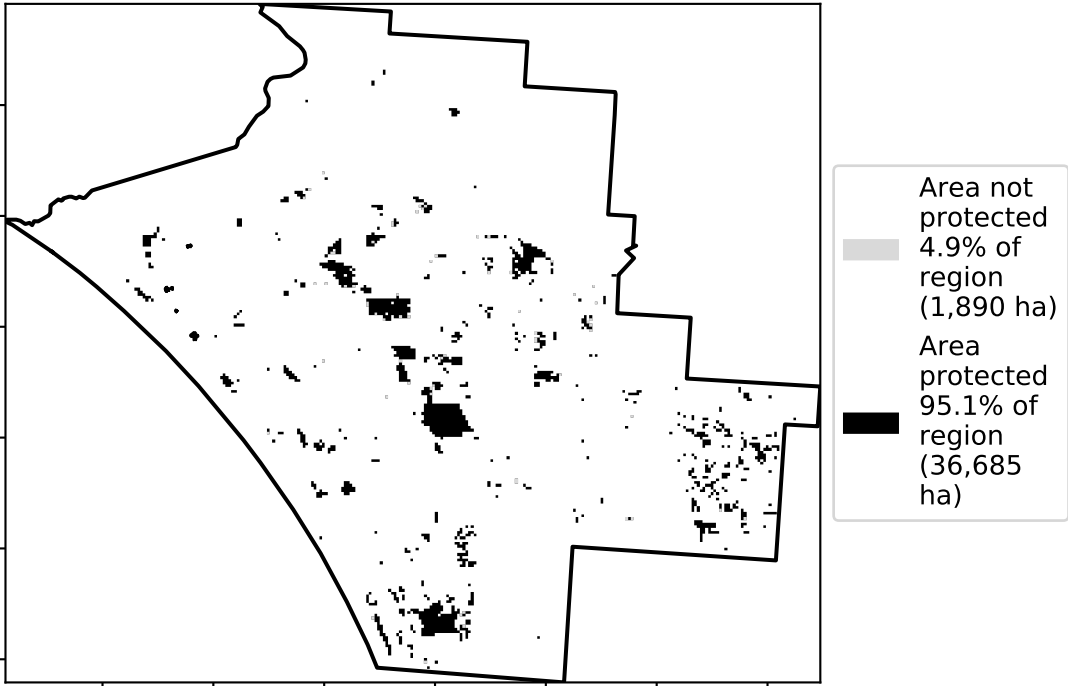 Area not
protected
4.9% of
region
(1,890 ha)
Area
protected
95.1% of
region
(36,685
ha)